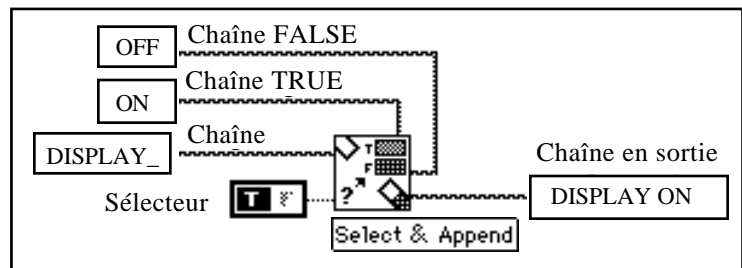 OFF
Chaîne FALSE
ON
Chaîne TRUE
DISPLAY_
Chaîne
T
F
?
Sélecteur
T F
Chaîne en sortie
DISPLAY ON
Select & Append